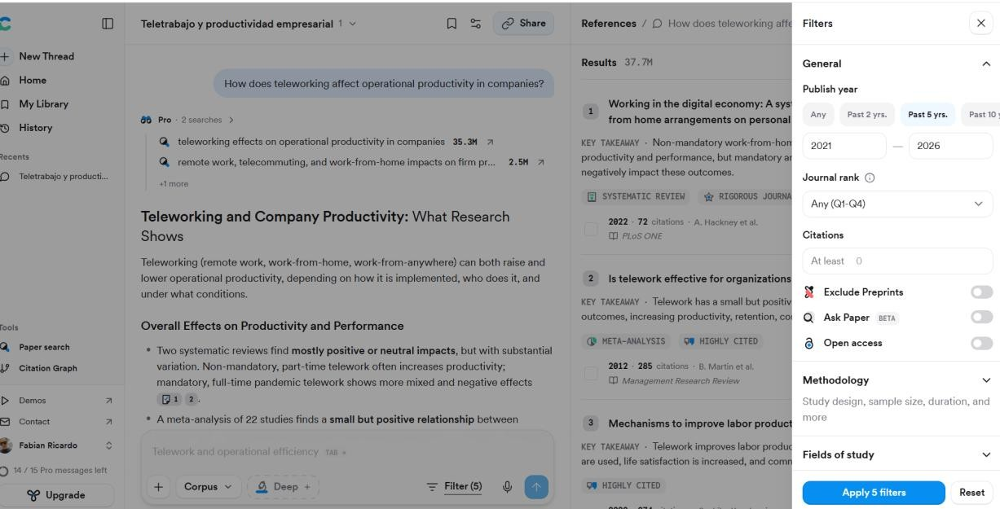 New Thread
Home
My Library
History
Recents
Teletrabajo y producti...
Tools
Paper search
Citation Graph
Demos
Contact
Fabian Ricardo
14 / 15 Pro messages left
Upgrade
Teletrabajo y productividad empresarial 1
Share
How does teleworking affect operational productivity in companies?
Pro · 2 searches
teleworking effects on operational productivity in companies 35.3M
remote work, telecommuting, and work-from-home impacts on firm pr... 2.5M
+1 more
Teleworking and Company Productivity: What Research
Shows
Teleworking (remote work, work-from-home, work-from-anywhere) can both raise and
lower operational productivity, depending on how it is implemented, who does it, and
under what conditions.
Overall Effects on Productivity and Performance
• Two systematic reviews find mostly positive or neutral impacts, but with substantial
variation. Non-mandatory, part-time telework often increases productivity;
mandatory, full-time pandemic telework shows more mixed and negative effects
1 2 .
• A meta-analysis of 22 studies finds a small but positive relationship between
Telework and operational efficiency TAB
Corpus
Deep +
Filter (5)
References / How does teleworking affe
Results 37.7M
1
Working in the digital economy: A sys
from home arrangements on personal
KEY TAKEAWAY · Non-mandatory work-from-hom
productivity and performance, but mandatory ar
negatively impact these outcomes.
SYSTEMATIC REVIEW
RIGOROUS JOURNA
2022 · 72 citations · A. Hackney et al.
PLoS ONE
2
Is telework effective for organizations
KEY TAKEAWAY · Telework has a small but positiv
outcomes, increasing productivity, retention, co
META-ANALYSIS
HIGHLY CITED
2012 · 285 citations · B. Martin et al.
Management Research Review
3
Mechanisms to improve labor product
KEY TAKEAWAY · Telework improves labor produc
are used, life satisfaction is increased, and comn
HIGHLY CITED
Filters
General
Publish year
Any
Past 2 yrs.
Past 5 yrs.
Past 10 y
2021 — 2026
Journal rank
Any (Q1-Q4)
Citations
At least 0
Exclude Preprints
Ask Paper BETA
Open access
Methodology
Study design, sample size, duration, and
more
Fields of study
Apply 5 filters
Reset